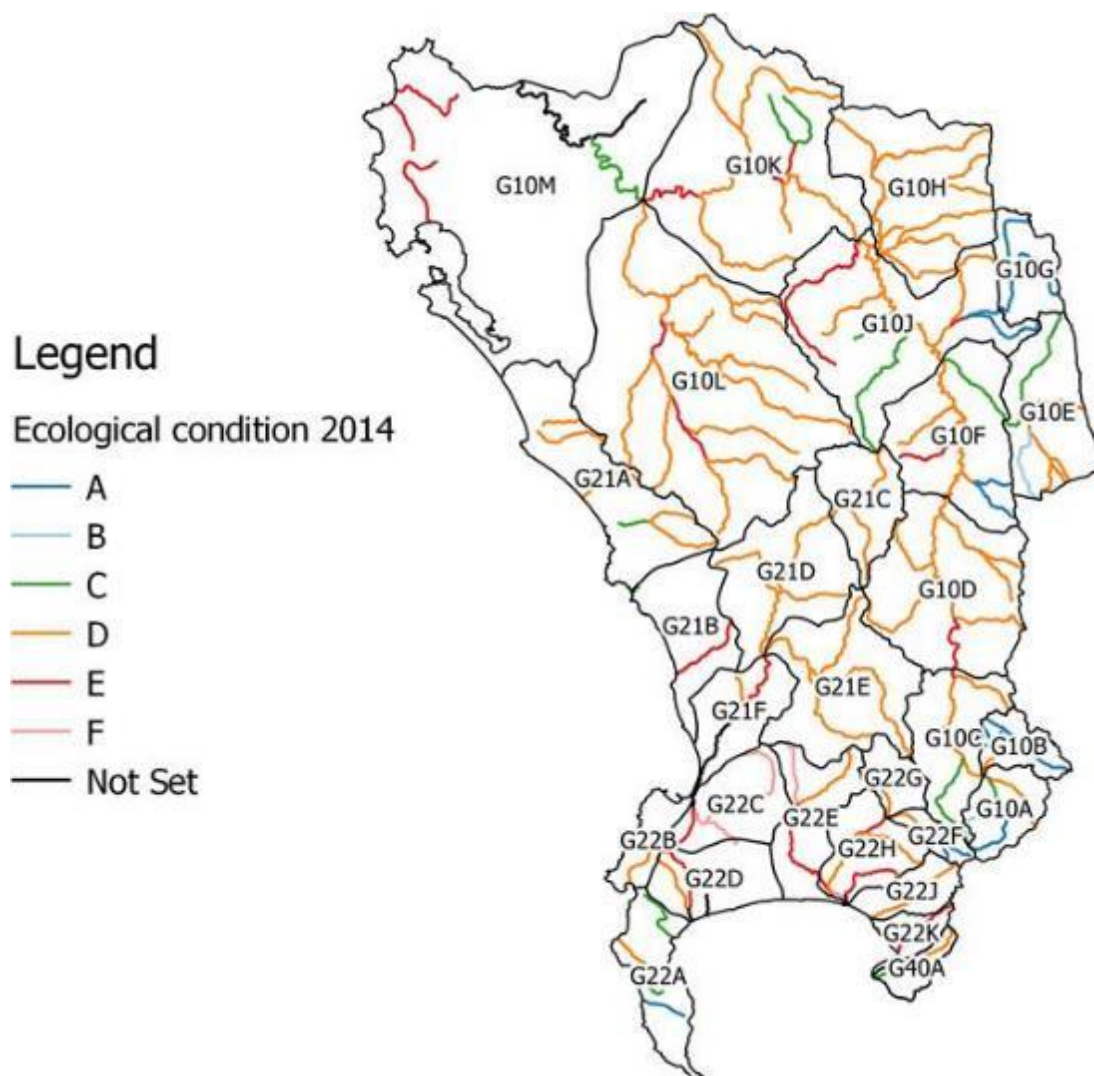 Legend
Ecological condition 2014
A
B
C
D
E
F
Not Set
G10M
G10K
G10H
G10G
G10J
G10L
G10E
G10F
G21A
G21C
G21D
G10D
G21B
G21E
G21F
G10C
G10B
G22G
G22C
G10A
G22E
G22F
G22B
G22H
G22D
G22J
G22K
G40A
G22A